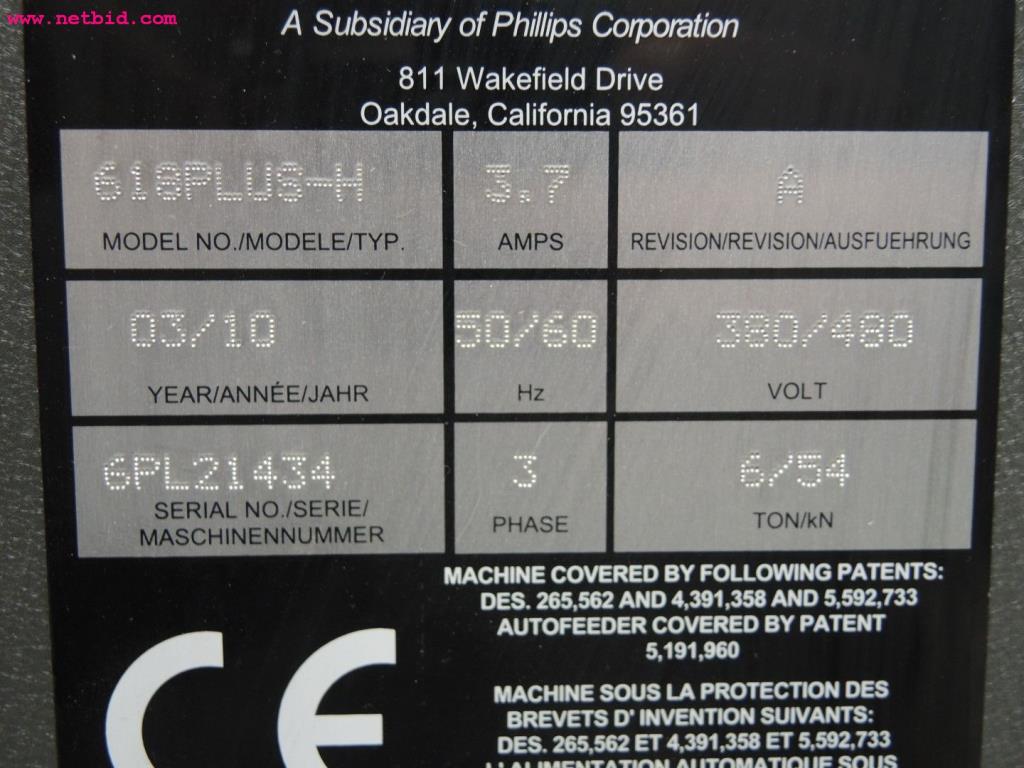 www.netbid.com
A Subsidiary of Phillips Corporation
811 Wakefield Drive
Oakdale, California 95361
618PLUS-H
MODEL NO./MODELE/TYP.
3.7
AMPS
A
REVISION/REVISION/AUSFUEHRUNG
03/10
YEAR/ANNÉE/JAHR
50/60
Hz
380/480
VOLT
6PL21434
SERIAL NO./SERIE/
MASCHINENNUMMER
3
PHASE
6/54
TON/kN
MACHINE COVERED BY FOLLOWING PATENTS:
DES. 265,562 AND 4,391,358 AND 5,592,733
AUTOFEEDER COVERED BY PATENT
5,191,960
MACHINE SOUS LA PROTECTION DES
BREVETS D' INVENTION SUIVANTS:
DES. 265,562 ET 4,391,358 ET 5,592,733
L'ALIMENTATION AUTOMATIQUE SOUS
CE